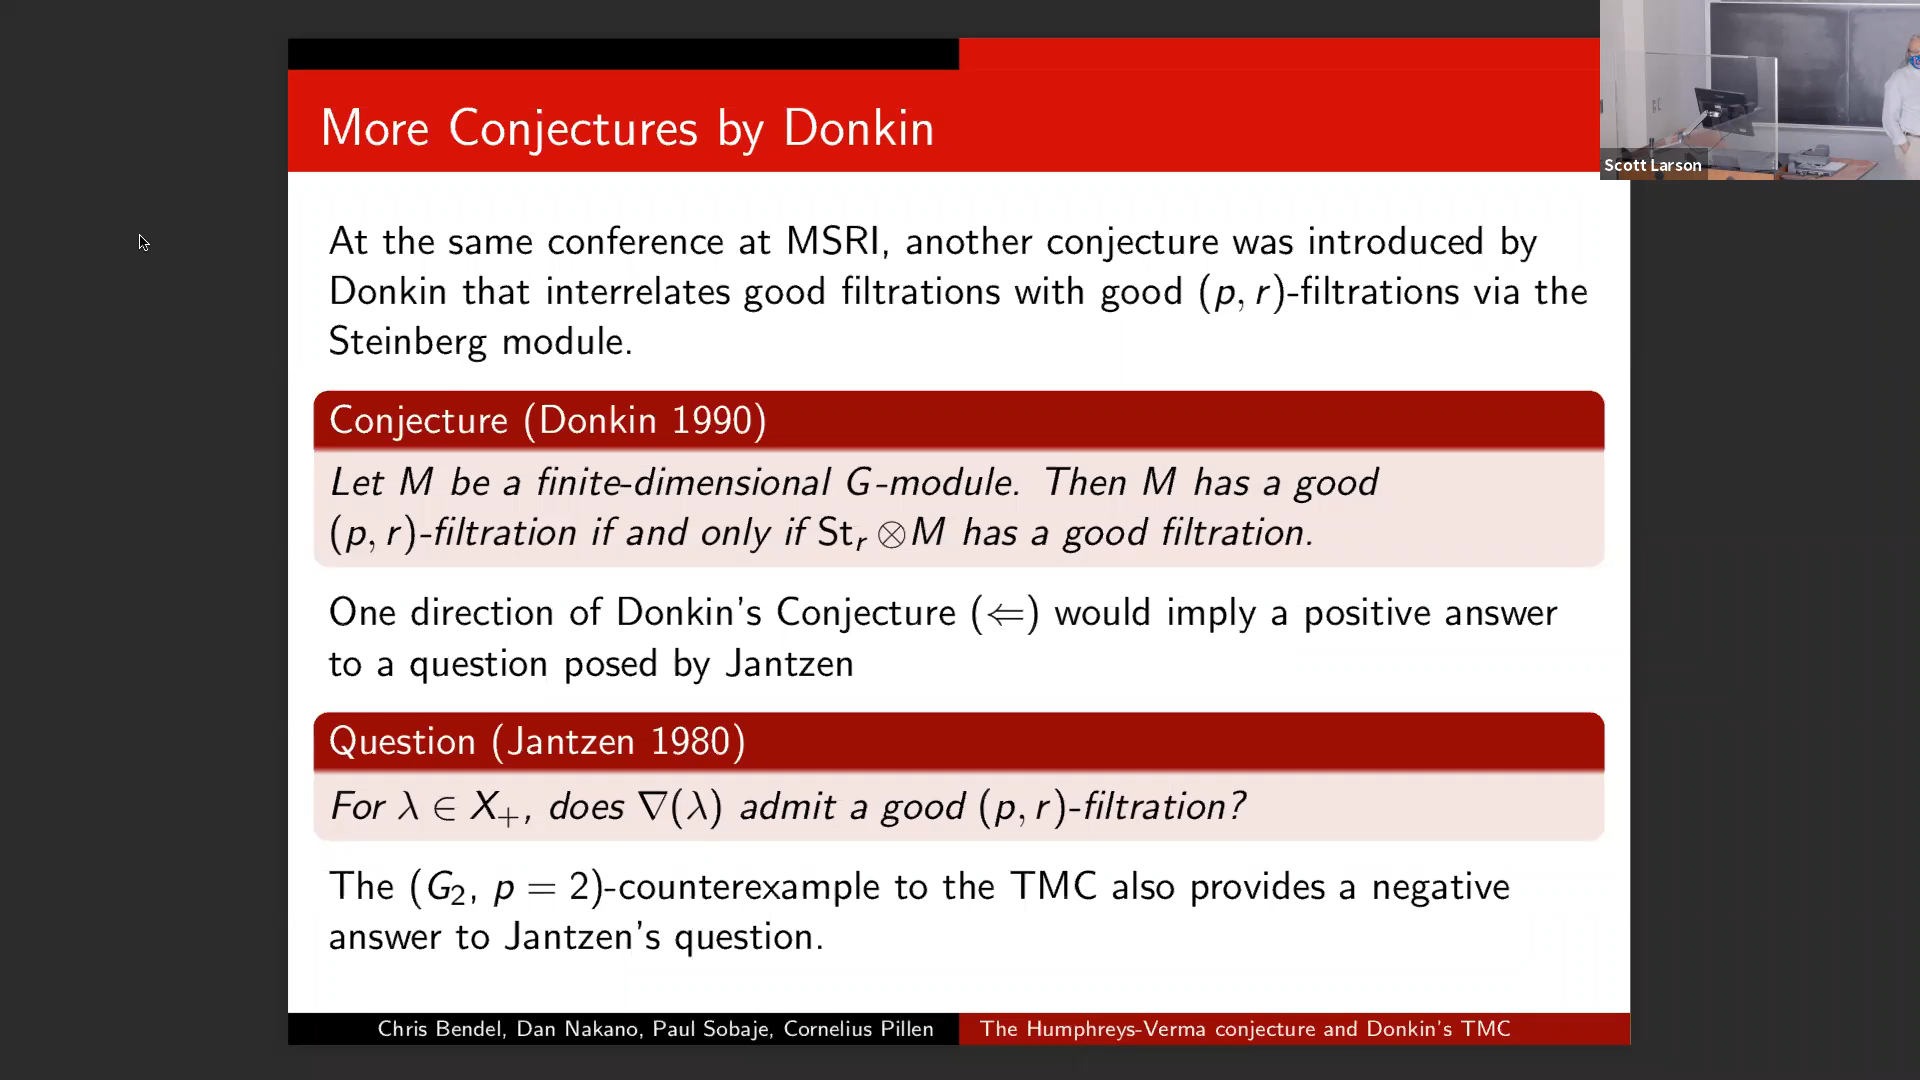 More Conjectures by Donkin
Scott Larson
At the same conference at MSRI, another conjecture was introduced by
Donkin that interrelates good filtrations with good (p, r)-filtrations via the
Steinberg module.
Conjecture (Donkin 1990)
Let M be a finite-dimensional G-module. Then M has a good
(p, r)-filtration if and only if Stᵣ ⊗ M has a good filtration.
One direction of Donkin's Conjecture (⇐) would imply a positive answer
to a question posed by Jantzen
Question (Jantzen 1980)
For λ ∈ X₊, does ∇(λ) admit a good (p, r)-filtration?
The (G₂, p = 2)-counterexample to the TMC also provides a negative
answer to Jantzen's question.
Chris Bendel, Dan Nakano, Paul Sobaje, Cornelius Pillen
The Humphreys-Verma conjecture and Donkin's TMC